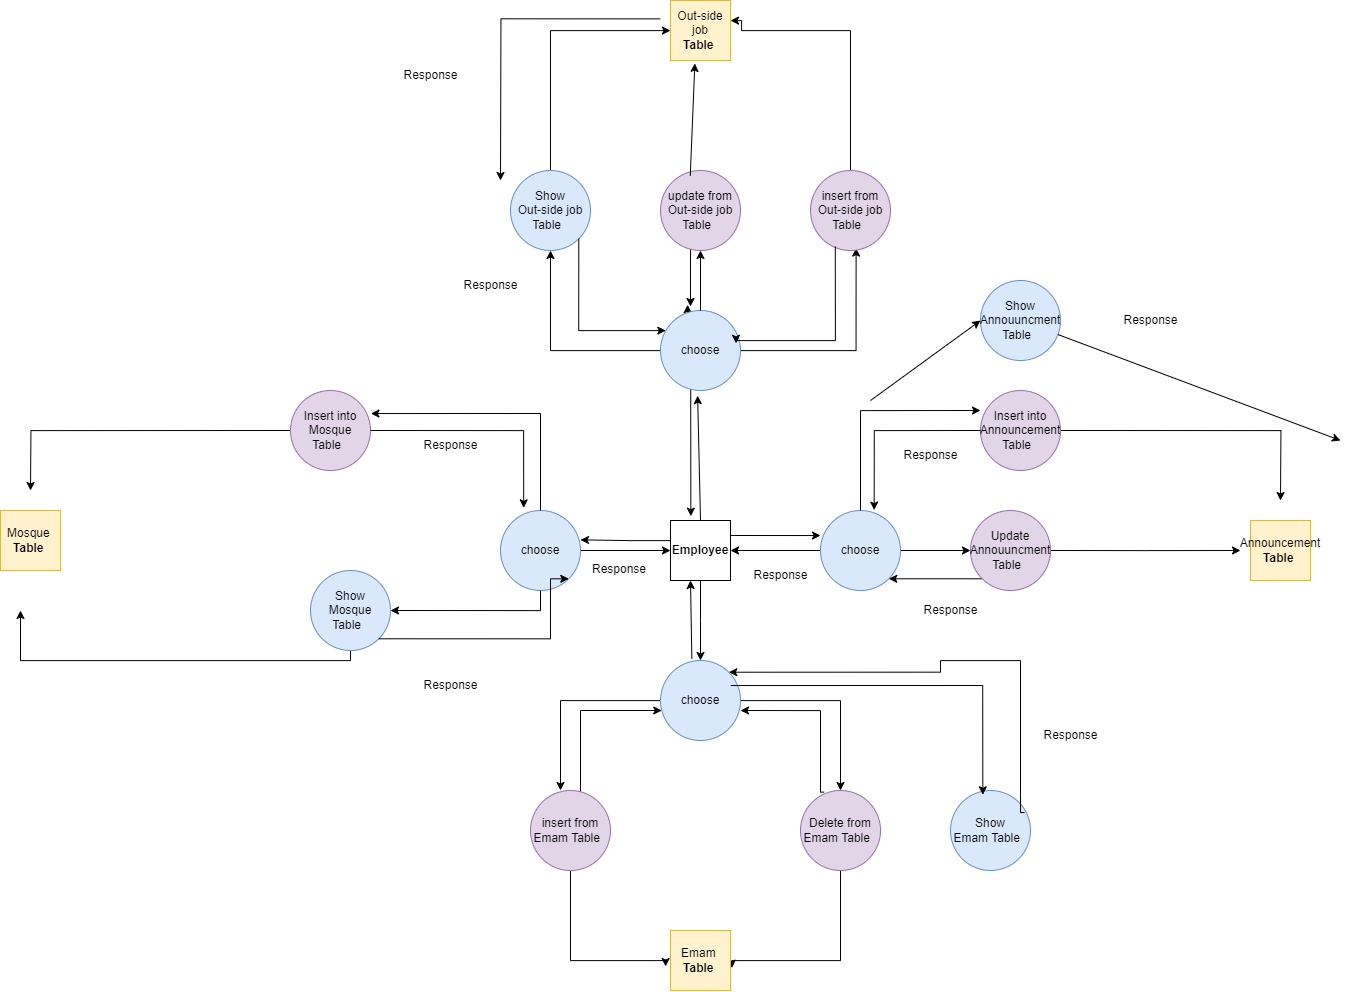 Out-side
job
Table
Response
Show
Out-side job
Table
update from
Out-side job
Table
insert from
Out-side job
Table
Response
choose
Show
Annouuncment
Table
Response
Insert into
Mosque
Table
Response
Insert into
Announcement
Table
Response
Mosque
Table
choose
Response
Employee
Response
choose
Update
Annouuncment
Table
Announcement
Table
Response
Show
Mosque
Table
Response
choose
Response
insert from
Emam Table
Delete from
Emam Table
Show
Emam Table
Emam
Table